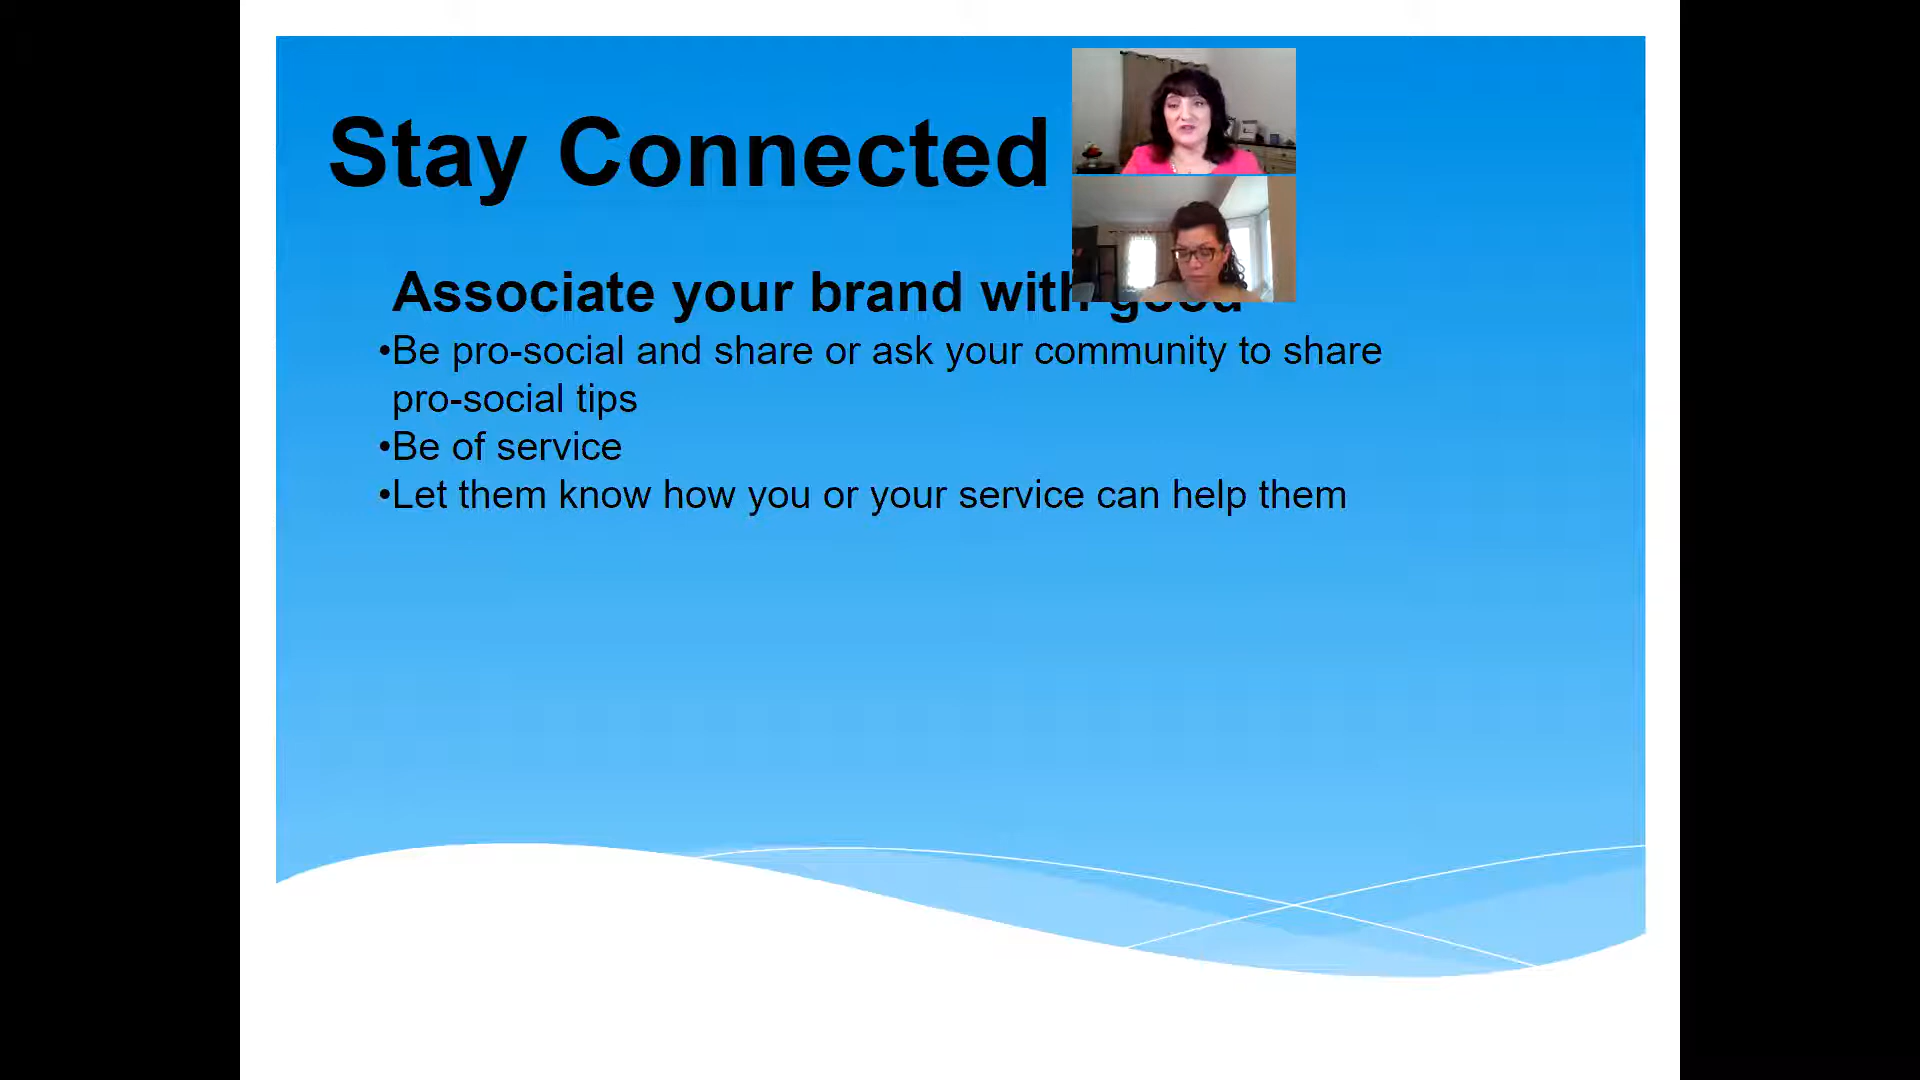 Stay Connected
Associate your brand with good
•Be pro-social and share or ask your community to share
pro-social tips
•Be of service
•Let them know how you or your service can help them